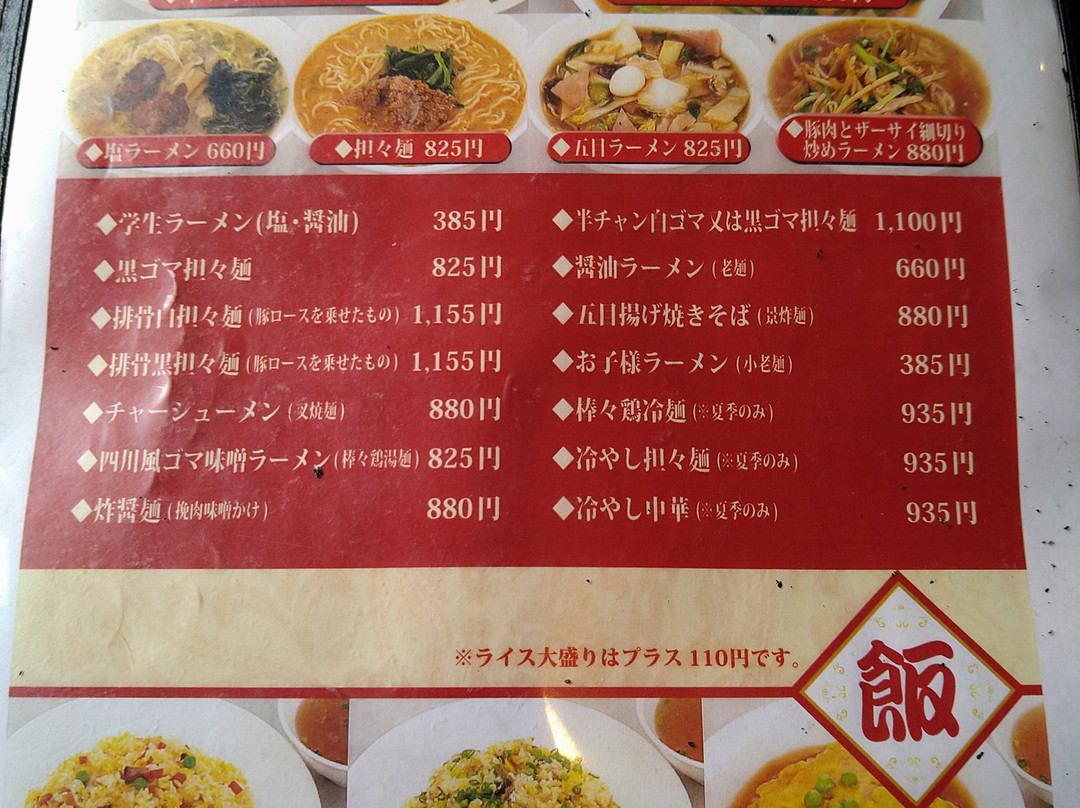 ◆塩ラーメン 660円
◆担々麺 825円
◆五目ラーメン 825円
◆豚肉とザーサイ細切り
炒めラーメン 880円
◆学生ラーメン(塩・醤油) 385円
◆黒ゴマ担々麺 825円
◆排骨白担々麺(豚ロースを乗せたもの) 1,155円
◆排骨黒担々麺(豚ロースを乗せたもの) 1,155円
◆チャーシューメン(叉焼麺) 880円
◆四川風ゴマ味噌ラーメン(棒々鶏湯麺) 825円
◆炸醤麺(挽肉味噌かけ) 880円
◆半チャン白ゴマ又は黒ゴマ担々麺 1,100円
◆醤油ラーメン(老麺) 660円
◆五目揚げ焼きそば(景炸麺) 880円
◆お子様ラーメン(小老麺) 385円
◆棒々鶏冷麺(※夏季のみ) 935円
◆冷やし担々麺(※夏季のみ) 935円
◆冷やし中華(※夏季のみ) 935円
※ライス大盛りはプラス110円です。
飯